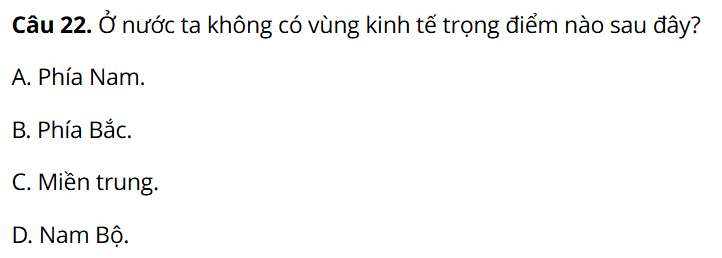 Câu 22. Ở nước ta không có vùng kinh tế trọng điểm nào sau đây?
A. Phía Nam.
B. Phía Bắc.
C. Miền trung.
D. Nam Bộ.